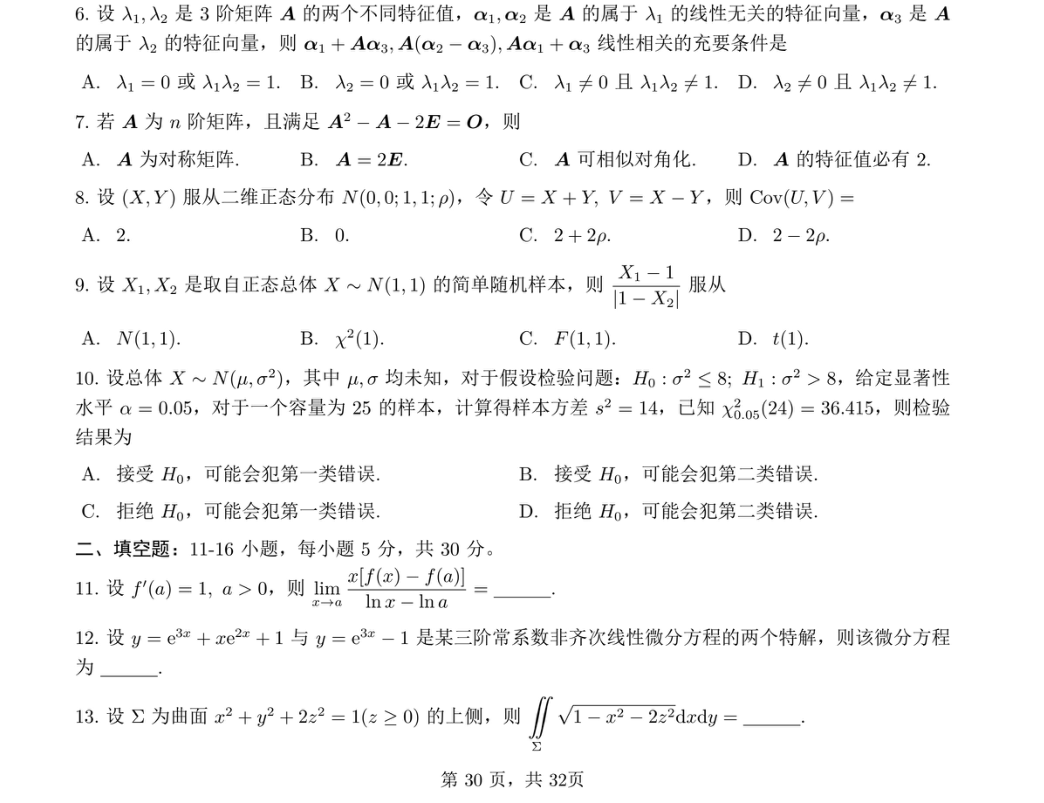 6. 设 λ₁, λ₂ 是 3 阶矩阵 A 的两个不同特征值，α₁, α₂ 是 A 的属于 λ₁ 的线性无关的特征向量，α₃ 是 A
的属于 λ₂ 的特征向量，则 α₁ + Aα₃, A(α₂ − α₃), Aα₁ + α₃ 线性相关的充要条件是
A. λ₁ = 0 或 λ₁λ₂ = 1. B. λ₂ = 0 或 λ₁λ₂ = 1. C. λ₁ ≠ 0 且 λ₁λ₂ ≠ 1. D. λ₂ ≠ 0 且 λ₁λ₂ ≠ 1.
7. 若 A 为 n 阶矩阵，且满足 A² − A − 2E = O，则
A. A 为对称矩阵. B. A = 2E. C. A 可相似对角化. D. A 的特征值必有 2.
8. 设 (X, Y) 服从二维正态分布 N(0, 0; 1, 1; ρ)，令 U = X + Y, V = X − Y，则 Cov(U, V) =
A. 2. B. 0. C. 2 + 2ρ. D. 2 − 2ρ.
9. 设 X₁, X₂ 是取自正态总体 X ∼ N(1, 1) 的简单随机样本，则 (X₁ − 1)/|1 − X₂| 服从
A. N(1, 1). B. χ²(1). C. F(1, 1). D. t(1).
10. 设总体 X ∼ N(μ, σ²)，其中 μ, σ 均未知，对于假设检验问题：H₀ : σ² ≤ 8; H₁ : σ² > 8，给定显著性
水平 α = 0.05，对于一个容量为 25 的样本，计算得样本方差 s² = 14，已知 χ²₀.₀₅(24) = 36.415，则检验
结果为
A. 接受 H₀，可能会犯第一类错误. B. 接受 H₀，可能会犯第二类错误.
C. 拒绝 H₀，可能会犯第一类错误. D. 拒绝 H₀，可能会犯第二类错误.
二、填空题：11-16 小题，每小题 5 分，共 30 分。
11. 设 f′(a) = 1, a > 0，则 lim_{x→a} x[f(x) − f(a)]/(ln x − ln a) = ______.
12. 设 y = e³ˣ + xe²ˣ + 1 与 y = e³ˣ − 1 是某三阶常系数非齐次线性微分方程的两个特解，则该微分方程
为 ______.
13. 设 Σ 为曲面 x² + y² + 2z² = 1(z ≥ 0) 的上侧，则 ∬_Σ √(1 − x² − 2z²)dxdy = ______.
第 30 页，共 32页